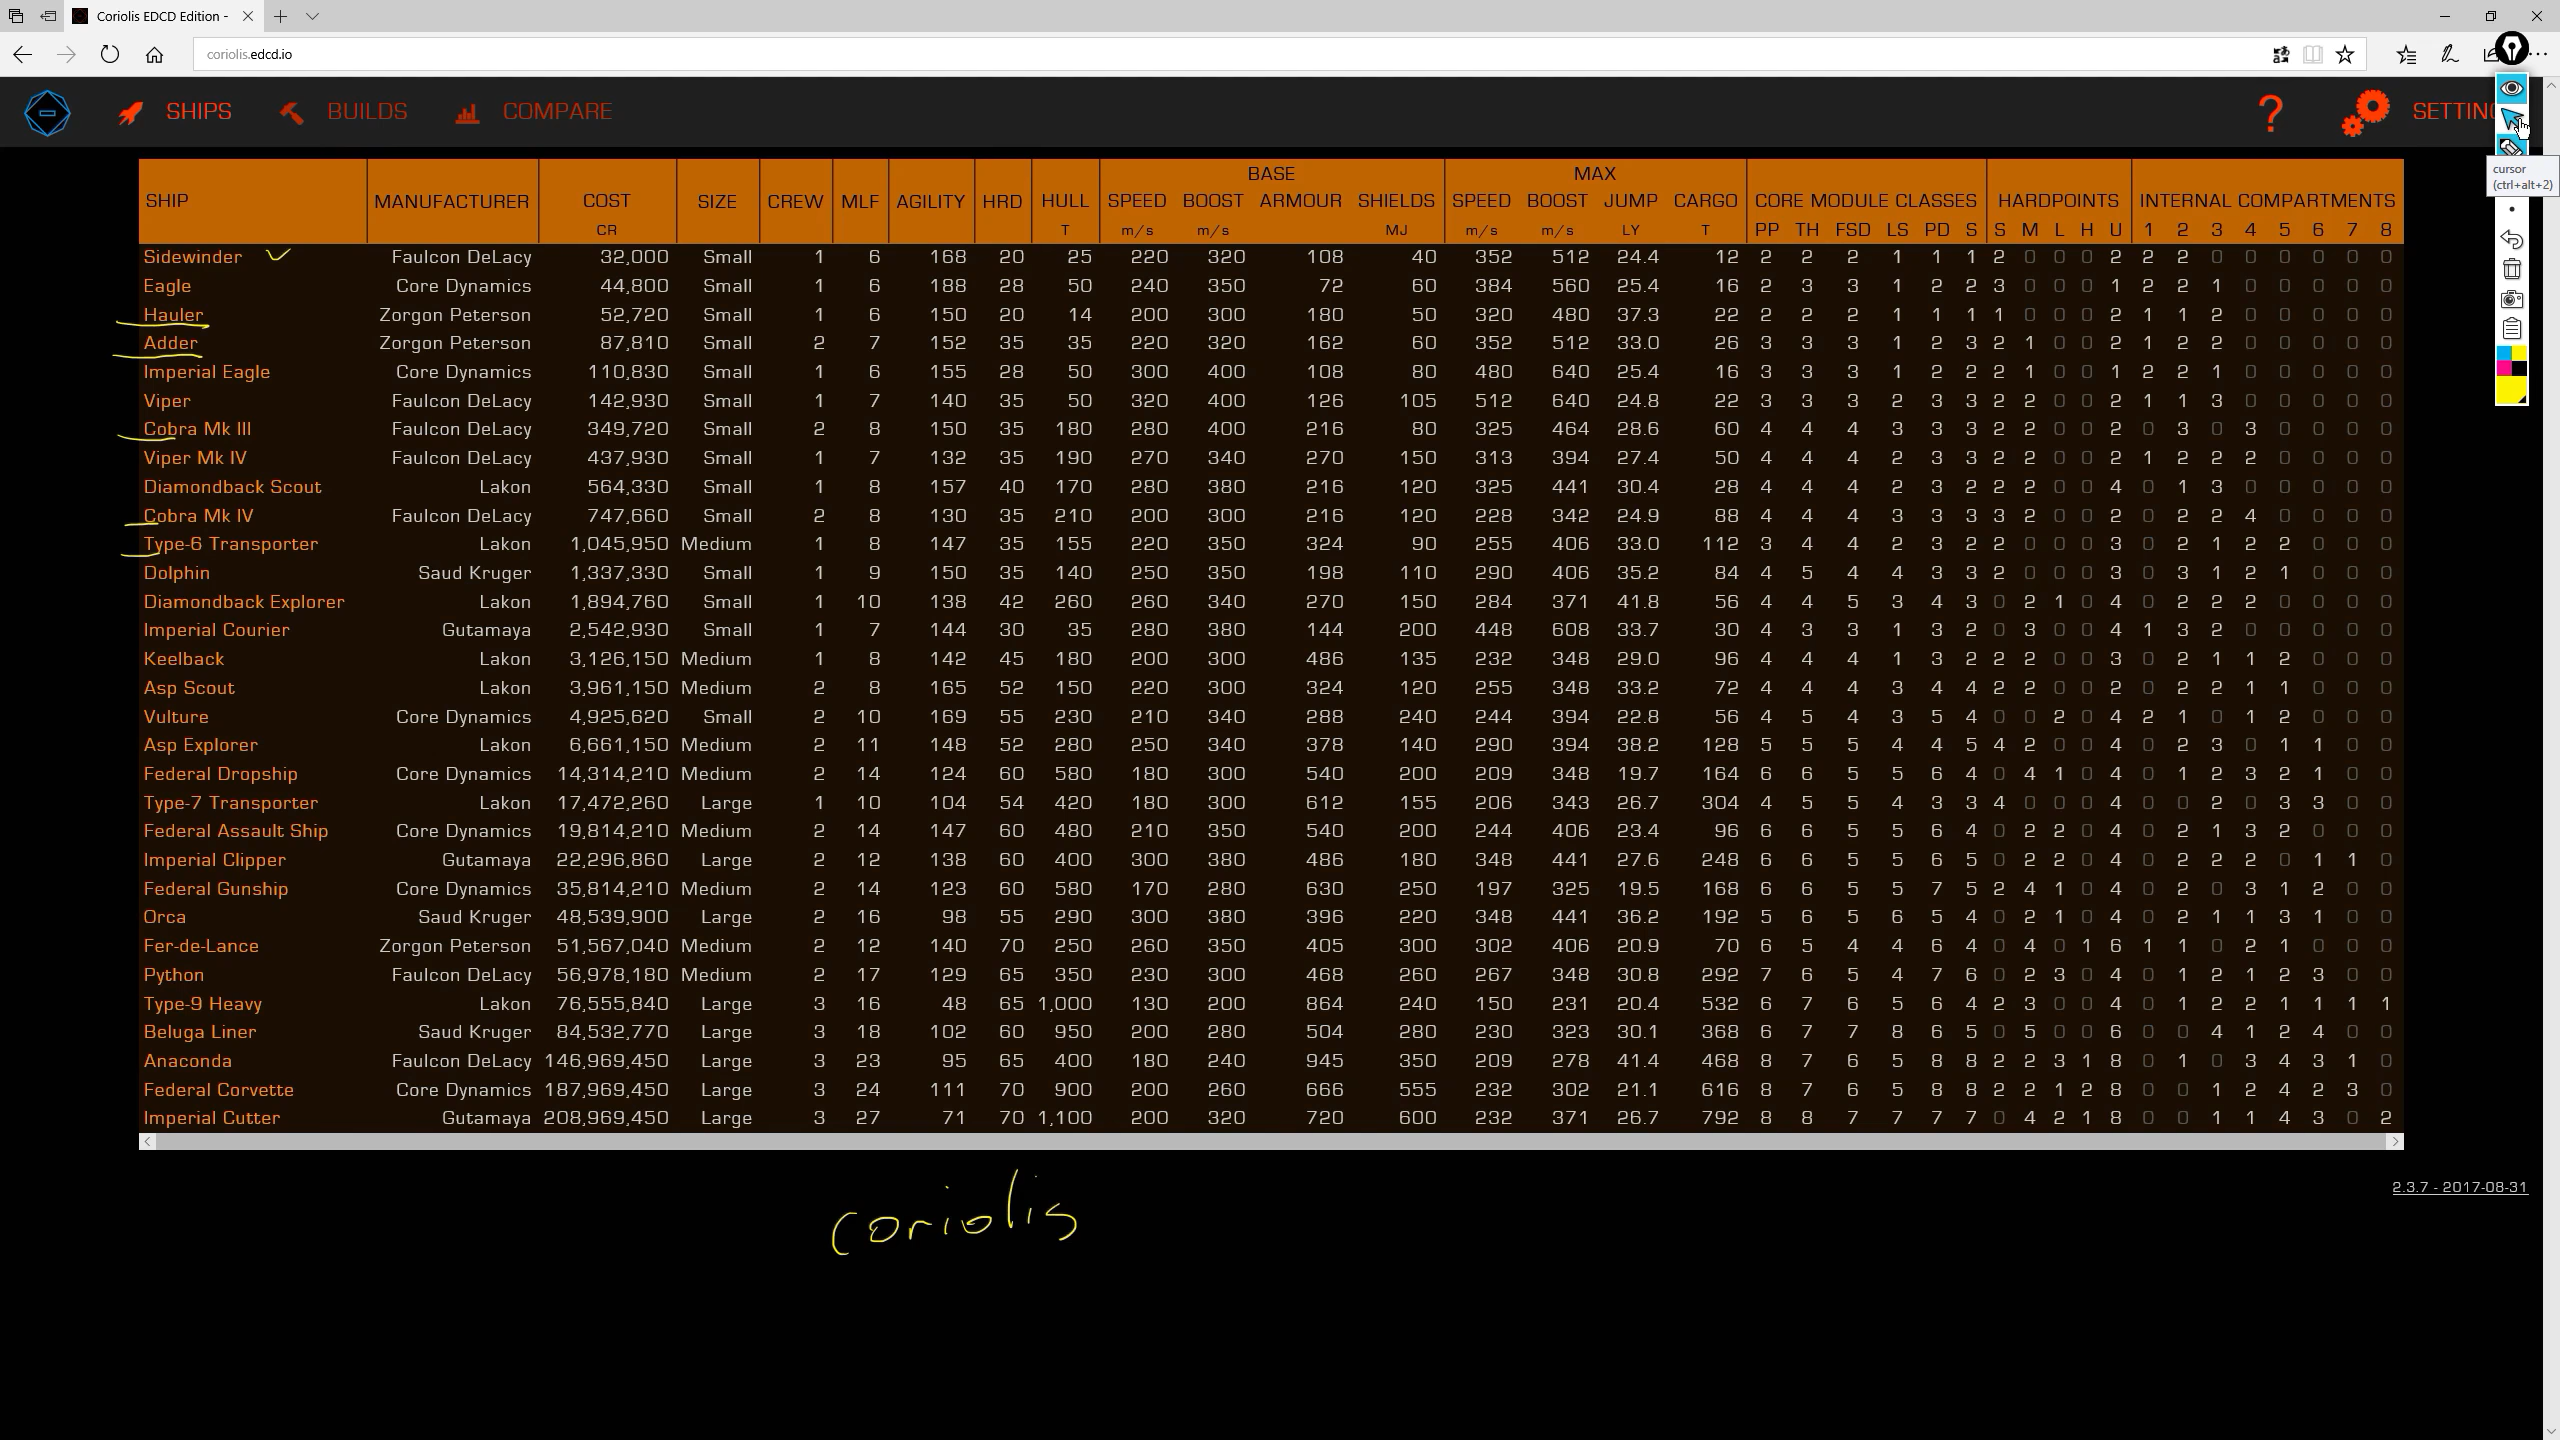 Coriolis EDCD Edition -
coriolis.edcd.io
SHIPS BUILDS COMPARE ? SETTIN
cursor
(ctrl+alt+2)
BASE MAX
SHIP MANUFACTURER COST SIZE CREW MLF AGILITY HRD HULL SPEED BOOST ARMOUR SHIELDS SPEED BOOST JUMP CARGO CORE MODULE CLASSES HARDPOINTS INTERNAL COMPARTMENTS
CR T m/s m/s MJ m/s m/s LY T PP TH FSD LS PD S S M L H U 1 2 3 4 5 6 7 8
Sidewinder Faulcon DeLacy 32,000 Small 1 6 168 20 25 220 320 108 40 352 512 24.4 12 2 2 2 1 1 1 2 0 0 0 2 2 2 0 0 0 0 0 0
Eagle Core Dynamics 44,800 Small 1 6 188 28 50 240 350 72 60 384 560 25.4 16 2 3 3 1 2 2 3 0 0 0 1 2 2 1 0 0 0 0 0
Hauler Zorgon Peterson 52,720 Small 1 6 150 20 14 200 300 180 50 320 480 37.3 22 2 2 2 1 1 1 1 0 0 0 2 1 1 2 0 0 0 0 0
Adder Zorgon Peterson 87,810 Small 2 7 152 35 35 220 320 162 60 352 512 33.0 26 3 3 3 1 2 3 2 1 0 0 2 1 2 2 0 0 0 0 0
Imperial Eagle Core Dynamics 110,830 Small 1 6 155 28 50 300 400 108 80 480 640 25.4 16 3 3 3 1 2 2 2 1 0 0 1 2 2 1 0 0 0 0 0
Viper Faulcon DeLacy 142,930 Small 1 7 140 35 50 320 400 126 105 512 640 24.8 22 3 3 3 2 3 3 2 2 0 0 2 1 1 3 0 0 0 0 0
Cobra Mk III Faulcon DeLacy 349,720 Small 2 8 150 35 180 280 400 216 80 325 464 28.6 60 4 4 4 3 3 3 2 2 0 0 2 0 3 0 3 0 0 0 0
Viper Mk IV Faulcon DeLacy 437,930 Small 1 7 132 35 190 270 340 270 150 313 394 27.4 50 4 4 4 2 3 3 2 2 0 0 2 1 2 2 2 0 0 0 0
Diamondback Scout Lakon 564,330 Small 1 8 157 40 170 280 380 216 120 325 441 30.4 28 4 4 4 2 3 2 2 2 0 0 4 0 1 3 0 0 0 0 0
Cobra Mk IV Faulcon DeLacy 747,660 Small 2 8 130 35 210 200 300 216 120 228 342 24.9 88 4 4 4 3 3 3 3 2 0 0 2 0 2 2 4 0 0 0 0
Type-6 Transporter Lakon 1,045,950 Medium 1 8 147 35 155 220 350 324 90 255 406 33.0 112 3 4 4 2 3 2 2 0 0 0 3 0 2 1 2 2 0 0 0
Dolphin Saud Kruger 1,337,330 Small 1 9 150 35 140 250 350 198 110 290 406 35.2 84 4 5 4 4 3 3 2 0 0 0 3 0 3 1 2 1 0 0 0
Diamondback Explorer Lakon 1,894,760 Small 1 10 138 42 260 260 340 270 150 284 371 41.8 56 4 4 5 3 4 3 0 2 1 0 4 0 2 2 2 0 0 0 0
Imperial Courier Gutamaya 2,542,930 Small 1 7 144 30 35 280 380 144 200 448 608 33.7 30 4 3 3 1 3 2 0 3 0 0 4 1 3 2 0 0 0 0 0
Keelback Lakon 3,126,150 Medium 1 8 142 45 180 200 300 486 135 232 348 29.0 96 4 4 4 1 3 2 2 2 0 0 3 0 2 1 1 2 0 0 0
Asp Scout Lakon 3,961,150 Medium 2 8 165 52 150 220 300 324 120 255 348 33.2 72 4 4 4 3 4 4 2 2 0 0 2 0 2 2 1 1 0 0 0
Vulture Core Dynamics 4,925,620 Small 2 10 169 55 230 210 340 288 240 244 394 22.8 56 4 5 4 3 5 4 0 0 2 0 4 2 1 0 1 2 0 0 0
Asp Explorer Lakon 6,661,150 Medium 2 11 148 52 280 250 340 378 140 290 394 38.2 128 5 5 5 4 4 5 4 2 0 0 4 0 2 3 0 1 1 0 0
Federal Dropship Core Dynamics 14,314,210 Medium 2 14 124 60 580 180 300 540 200 209 348 19.7 164 6 6 5 5 6 4 0 4 1 0 4 0 1 2 3 2 1 0 0
Type-7 Transporter Lakon 17,472,260 Large 1 10 104 54 420 180 300 612 155 206 343 26.7 304 4 5 5 4 3 3 4 0 0 0 4 0 0 2 0 3 3 0 0
Federal Assault Ship Core Dynamics 19,814,210 Medium 2 14 147 60 480 210 350 540 200 244 406 23.4 96 6 6 5 5 6 4 0 2 2 0 4 0 2 1 3 2 0 0 0
Imperial Clipper Gutamaya 22,296,860 Large 2 12 138 60 400 300 380 486 180 348 441 27.6 248 6 6 5 5 6 5 0 2 2 0 4 0 2 2 2 0 1 1 0
Federal Gunship Core Dynamics 35,814,210 Medium 2 14 123 60 580 170 280 630 250 197 325 19.5 168 6 6 5 5 7 5 2 4 1 0 4 0 2 0 3 1 2 0 0
Orca Saud Kruger 48,539,900 Large 2 16 98 55 290 300 380 396 220 348 441 36.2 192 5 6 5 6 5 4 0 2 1 0 4 0 2 1 1 3 1 0 0
Fer-de-Lance Zorgon Peterson 51,567,040 Medium 2 12 140 70 250 260 350 405 300 302 406 20.9 70 6 5 4 4 6 4 0 4 0 1 6 1 1 0 2 1 0 0 0
Python Faulcon DeLacy 56,978,180 Medium 2 17 129 65 350 230 300 468 260 267 348 30.8 292 7 6 5 4 7 6 0 2 3 0 4 0 1 2 1 2 3 0 0
Type-9 Heavy Lakon 76,555,840 Large 3 16 48 65 1,000 130 200 864 240 150 231 20.4 532 6 7 6 5 6 4 2 3 0 0 4 0 1 2 2 1 1 1 1
Beluga Liner Saud Kruger 84,532,770 Large 3 18 102 60 950 200 280 504 280 230 323 30.1 368 6 7 7 8 6 5 0 5 0 0 6 0 0 4 1 2 4 0 0
Anaconda Faulcon DeLacy 146,969,450 Large 3 23 95 65 400 180 240 945 350 209 278 41.4 468 8 7 6 5 8 8 2 2 3 1 8 0 1 0 3 4 3 1 0
Federal Corvette Core Dynamics 187,969,450 Large 3 24 111 70 900 200 260 666 555 232 302 21.1 616 8 7 6 5 8 8 2 2 1 2 8 0 0 1 2 4 2 3 0
Imperial Cutter Gutamaya 208,969,450 Large 3 27 71 70 1,100 200 320 720 600 232 371 26.7 792 8 8 7 7 7 7 0 4 2 1 8 0 0 1 1 4 3 0 2
2.3.7 - 2017-08-31
coriolis